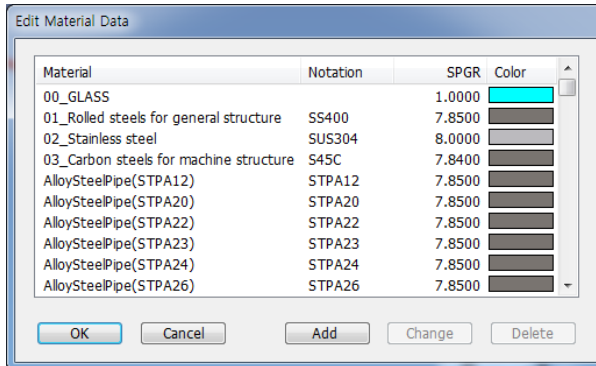 Edit Material Data
Material Notation SPGR Color
00_GLASS 1.0000
01_Rolled steels for general structure SS400 7.8500
02_Stainless steel SUS304 8.0000
03_Carbon steels for machine structure S45C 7.8400
AlloySteelPipe(STPA12) STPA12 7.8500
AlloySteelPipe(STPA20) STPA20 7.8500
AlloySteelPipe(STPA22) STPA22 7.8500
AlloySteelPipe(STPA23) STPA23 7.8500
AlloySteelPipe(STPA24) STPA24 7.8500
AlloySteelPipe(STPA26) STPA26 7.8500
OK Cancel Add Change Delete